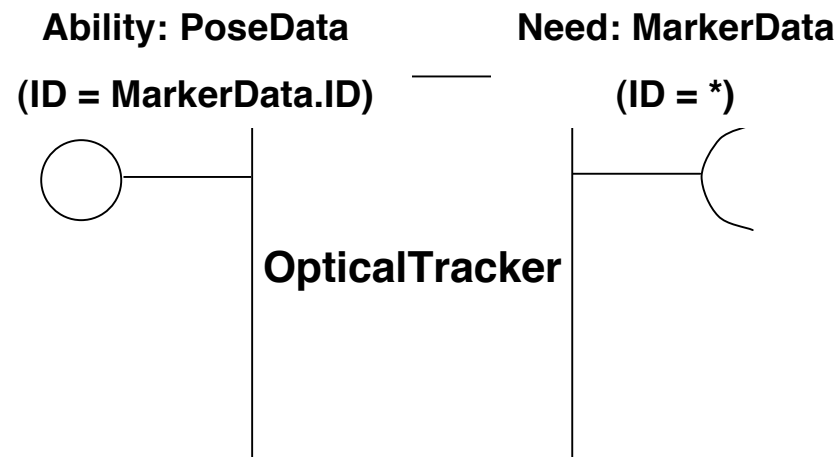 Ability: PoseData
(ID = MarkerData.ID)
Need: MarkerData
(ID = *)
OpticalTracker